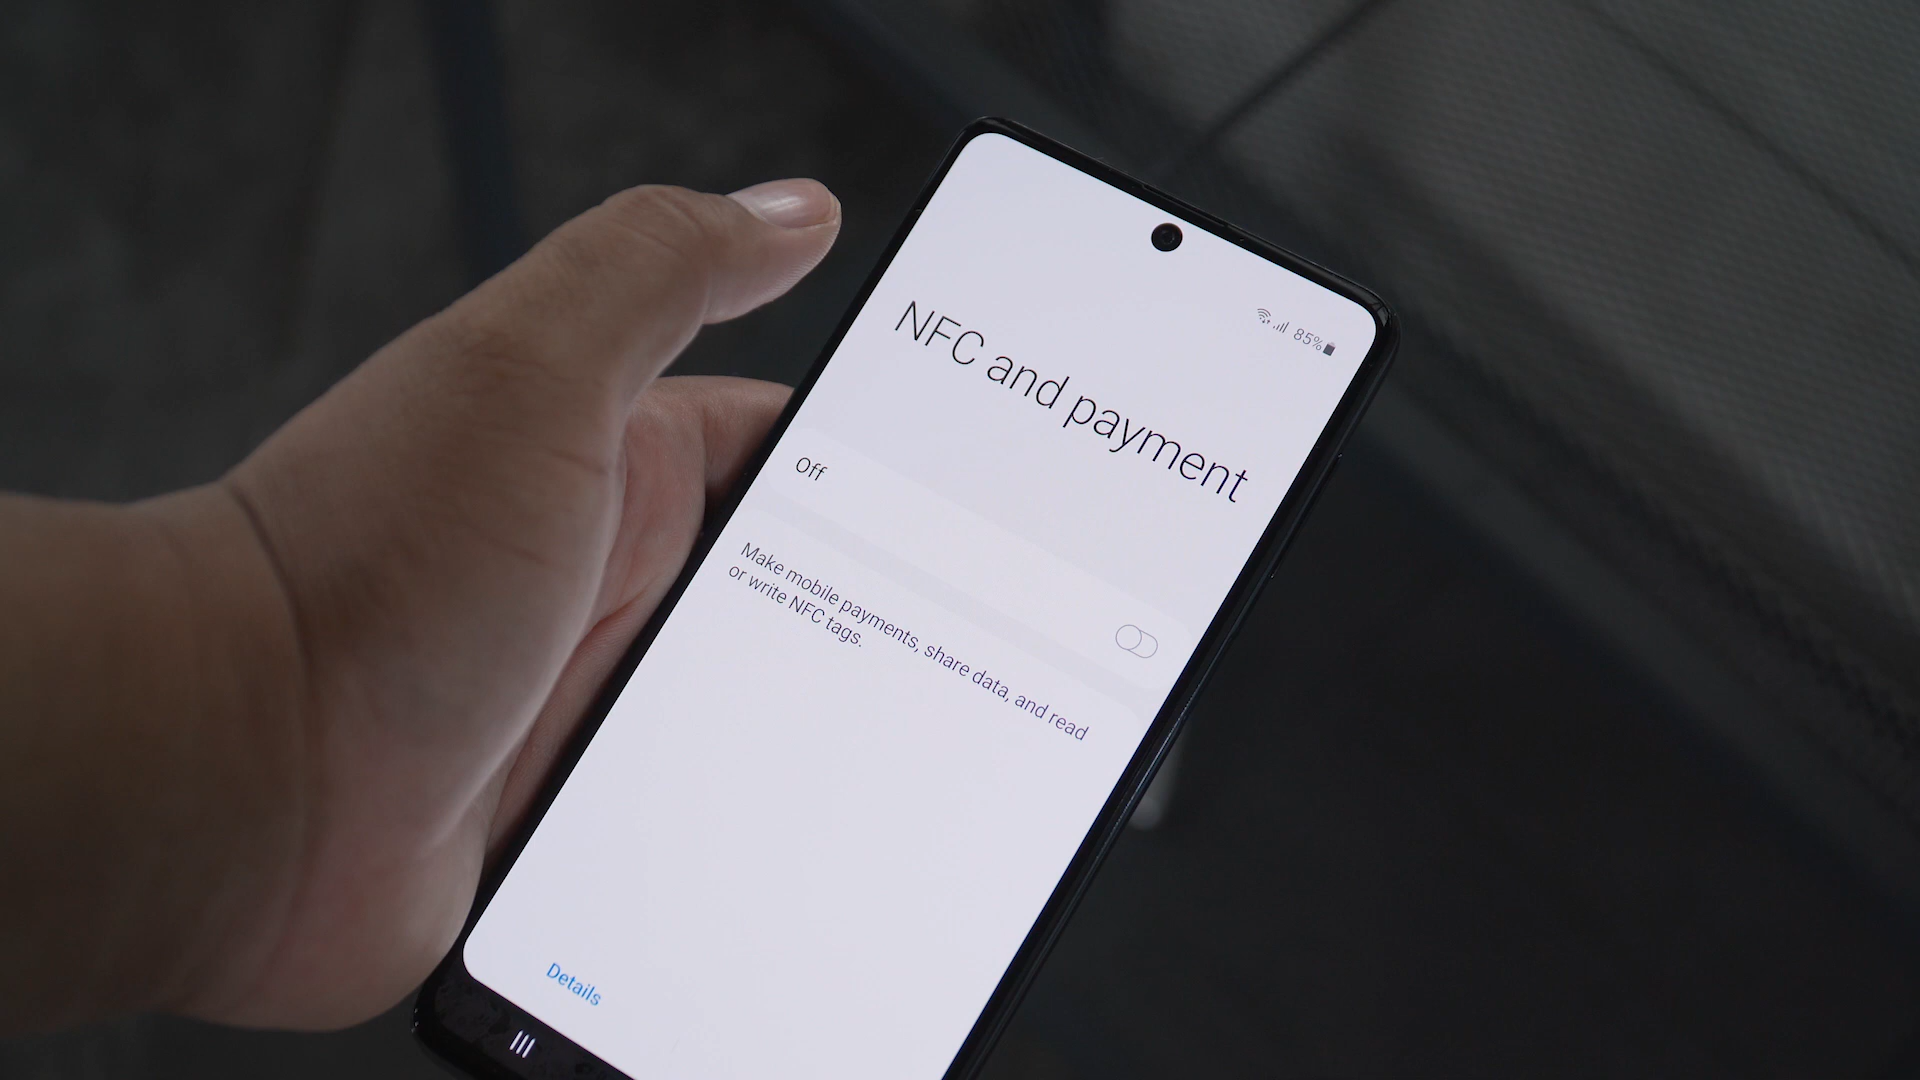 85%
NFC and payment
Off
Make mobile payments, share data, and read
or write NFC tags.
Details